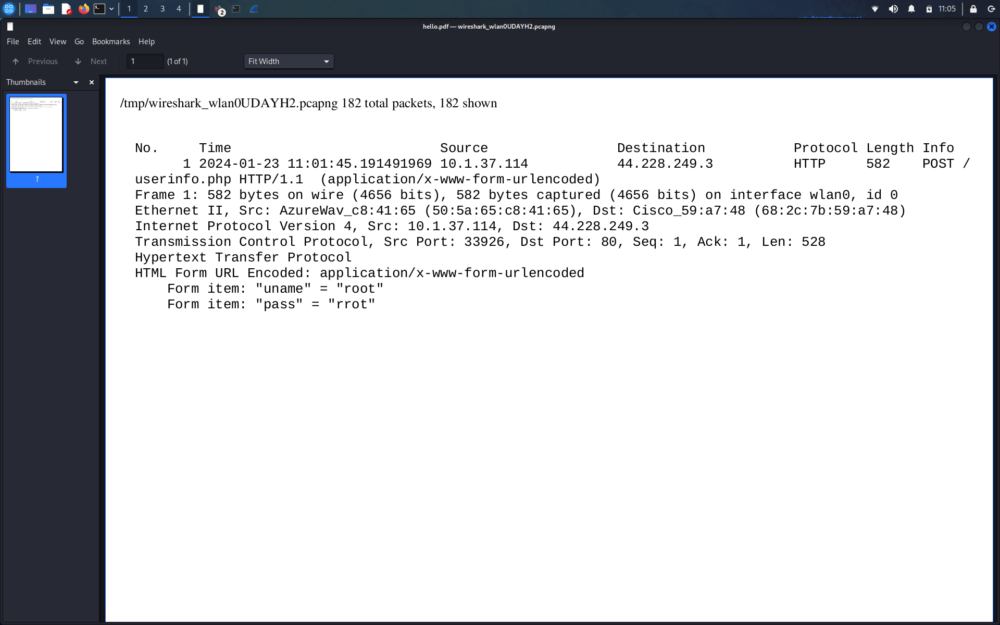 1 2 3 4 2 11:05
hello.pdf — wireshark_wlan0UDAYH2.pcapng
File Edit View Go Bookmarks Help
Previous Next 1 (1 of 1) Fit Width
Thumbnails
1
/tmp/wireshark_wlan0UDAYH2.pcapng 182 total packets, 182 shown
No. Time Source Destination Protocol Length Info
1 2024-01-23 11:01:45.191491969 10.1.37.114 44.228.249.3 HTTP 582 POST /
userinfo.php HTTP/1.1 (application/x-www-form-urlencoded)
Frame 1: 582 bytes on wire (4656 bits), 582 bytes captured (4656 bits) on interface wlan0, id 0
Ethernet II, Src: AzureWav_c8:41:65 (50:5a:65:c8:41:65), Dst: Cisco_59:a7:48 (68:2c:7b:59:a7:48)
Internet Protocol Version 4, Src: 10.1.37.114, Dst: 44.228.249.3
Transmission Control Protocol, Src Port: 33926, Dst Port: 80, Seq: 1, Ack: 1, Len: 528
Hypertext Transfer Protocol
HTML Form URL Encoded: application/x-www-form-urlencoded
Form item: "uname" = "root"
Form item: "pass" = "rrot"